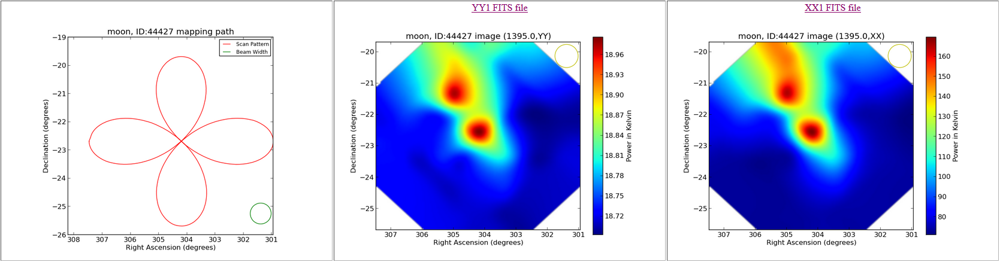 moon, ID:44427 mapping path
Scan Pattern
Beam Width
Declination (degrees)
−19
−20
−21
−22
−23
−24
−25
−26
308 307 306 305 304 303 302 301
Right Ascension (degrees)
YY1 FITS file
moon, ID:44427 image (1395.0,YY)
Declination (degrees)
−20
−21
−22
−23
−24
−25
307 306 305 304 303 302 301
Right Ascension (degrees)
18.96
18.93
18.90
18.87
18.84
18.81
18.78
18.75
18.72
Power in Kelvin
XX1 FITS file
moon, ID:44427 image (1395.0,XX)
Declination (degrees)
−20
−21
−22
−23
−24
−25
307 306 305 304 303 302 301
Right Ascension (degrees)
160
150
140
130
120
110
100
90
80
Power in Kelvin